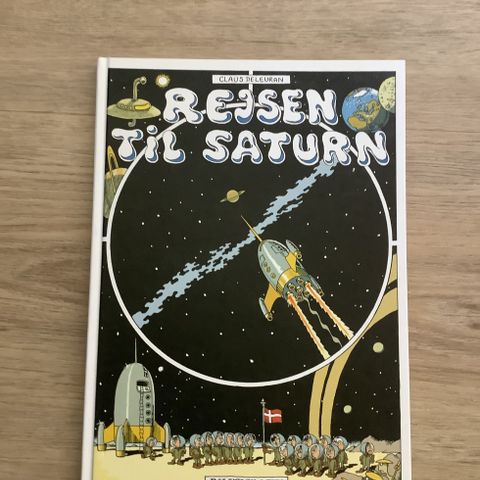 CLAUS DELEURAN
REJSEN
TIL SATURN